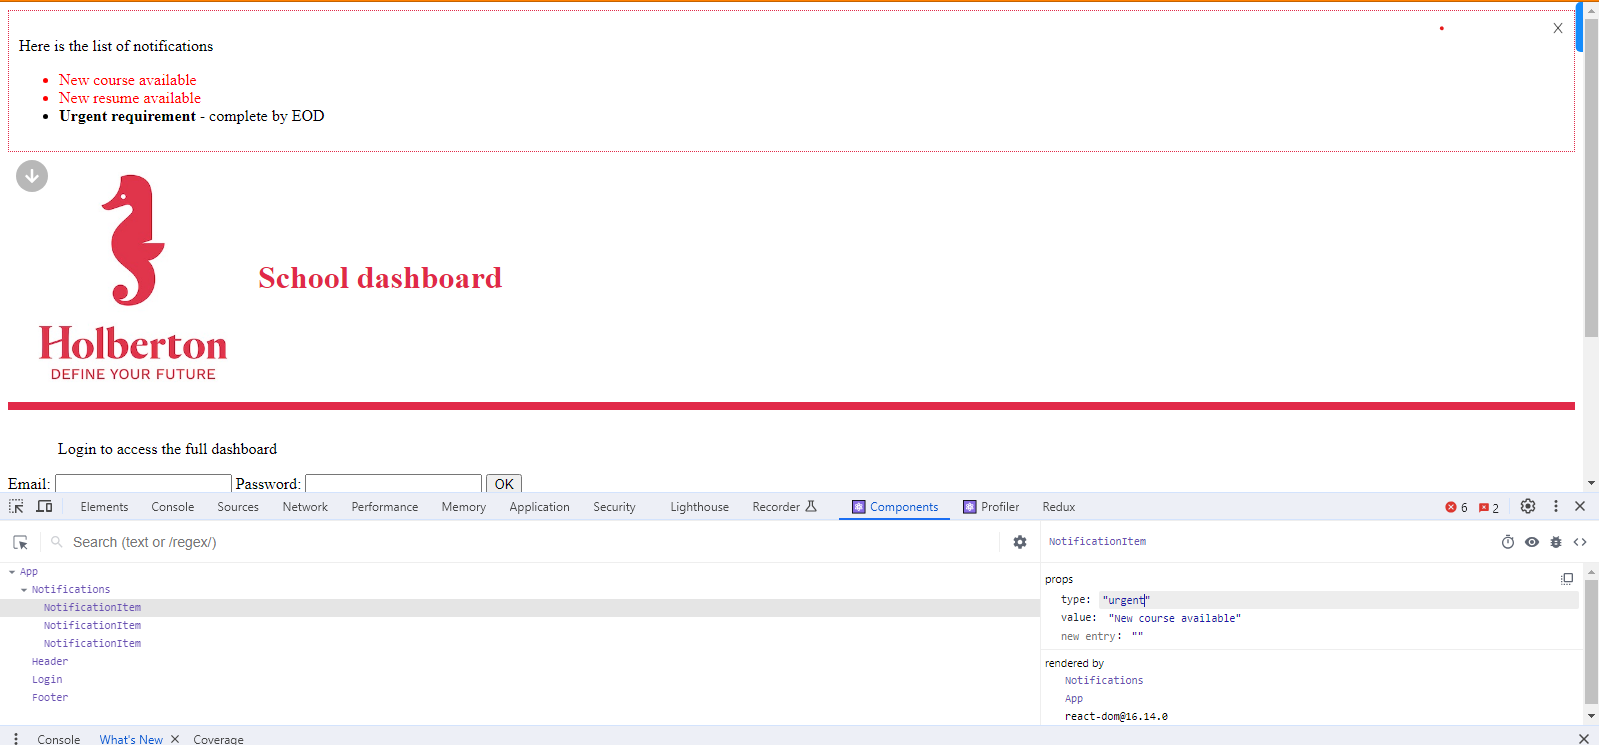 Here is the list of notifications
X
New course available
New resume available
Urgent requirement - complete by EOD
School dashboard
Holberton
DEFINE YOUR FUTURE
Login to access the full dashboard
Email: Password: OK
Elements Console Sources Network Performance Memory Application Security Lighthouse Recorder Components Profiler Redux 6 2
Search (text or /regex/)
App
Notifications
NotificationItem
NotificationItem
NotificationItem
Header
Login
Footer
NotificationItem
props
type: "urgent"
value: "New course available"
new entry: ""
rendered by
Notifications
App
react-dom@16.14.0
Console What's New Coverage